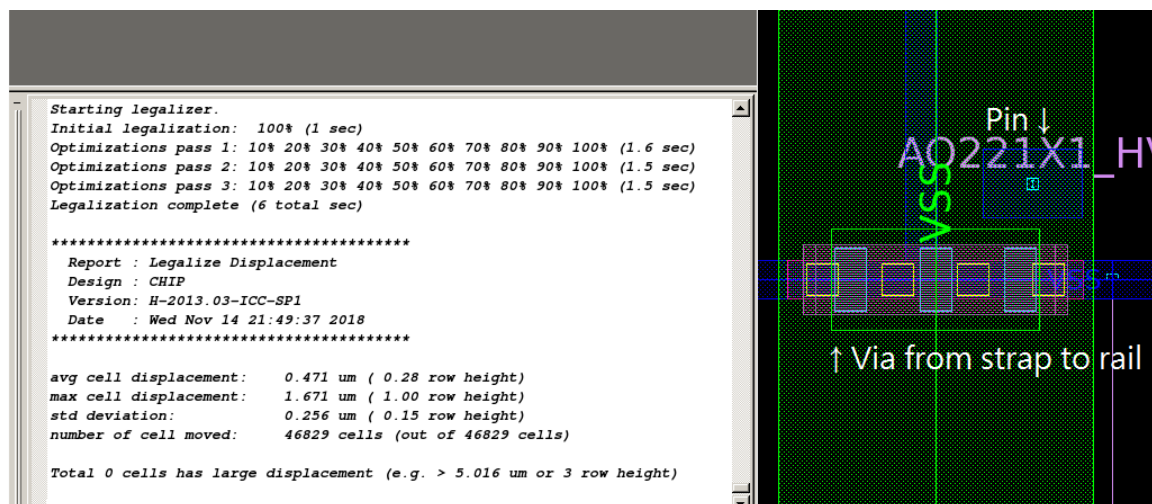 Starting legalizer.
Initial legalization:  100% (1 sec)
Optimizations pass 1: 10% 20% 30% 40% 50% 60% 70% 80% 90% 100% (1.6 sec)
Optimizations pass 2: 10% 20% 30% 40% 50% 60% 70% 80% 90% 100% (1.5 sec)
Optimizations pass 3: 10% 20% 30% 40% 50% 60% 70% 80% 90% 100% (1.5 sec)
Legalization complete (6 total sec)
****************************************
Report : Legalize Displacement
Design : CHIP
Version: H-2013.03-ICC-SP1
Date   : Wed Nov 14 21:49:37 2018
****************************************
avg cell displacement:    0.471 um ( 0.28 row height)
max cell displacement:    1.671 um ( 1.00 row height)
std deviation:            0.256 um ( 0.15 row height)
number of cell moved:     46829 cells (out of 46829 cells)
Total 0 cells has large displacement (e.g. > 5.016 um or 3 row height)
Pin ↓
AO221X1_HV
VSS
VSS
↑ Via from strap to rail